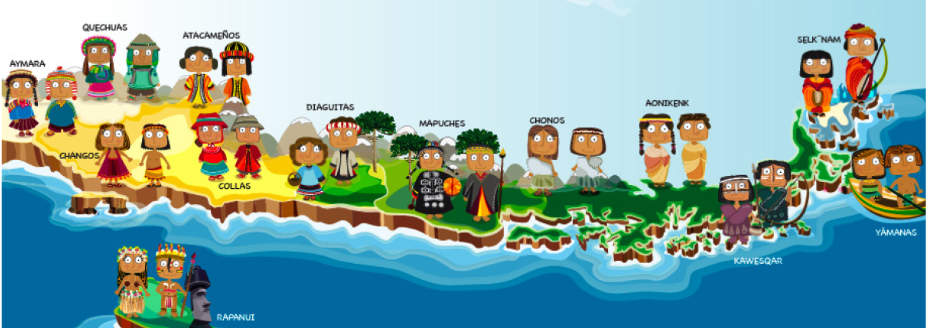 QUECHUAS
ATACAMEÑOS
AYMARA
SELK´NAM
DIAGUITAS
AONIKENK
MAPUCHES
CHONOS
CHANGOS
COLLAS
YÁMANAS
KAWESQAR
RAPANUI